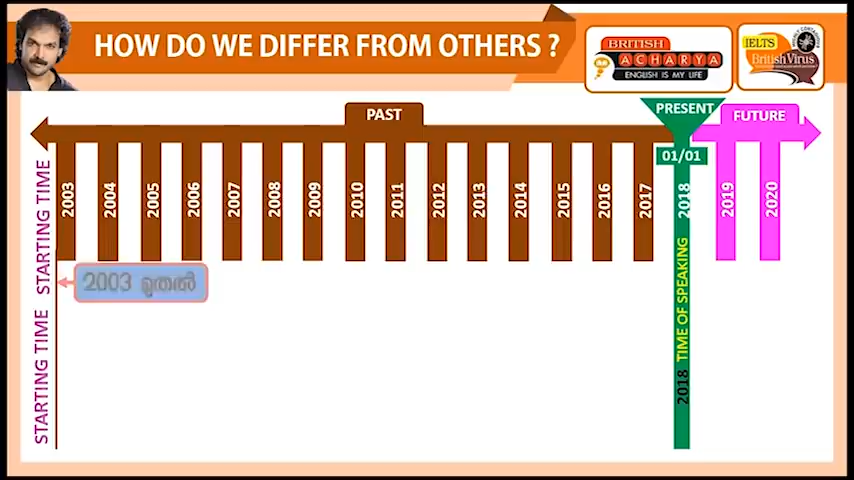 HOW DO WE DIFFER FROM OTHERS ?
BRITISH
ACHARYA
ENGLISH IS MY LIFE
IELTS
British Virus
PAST
PRESENT
FUTURE
01/01
2003
2004
2005
2006
2007
2008
2009
2010
2011
2012
2013
2014
2015
2016
2017
2018
2019
2020
STARTING TIME
STARTING TIME
2003 മുതൽ
TIME OF SPEAKING
2018